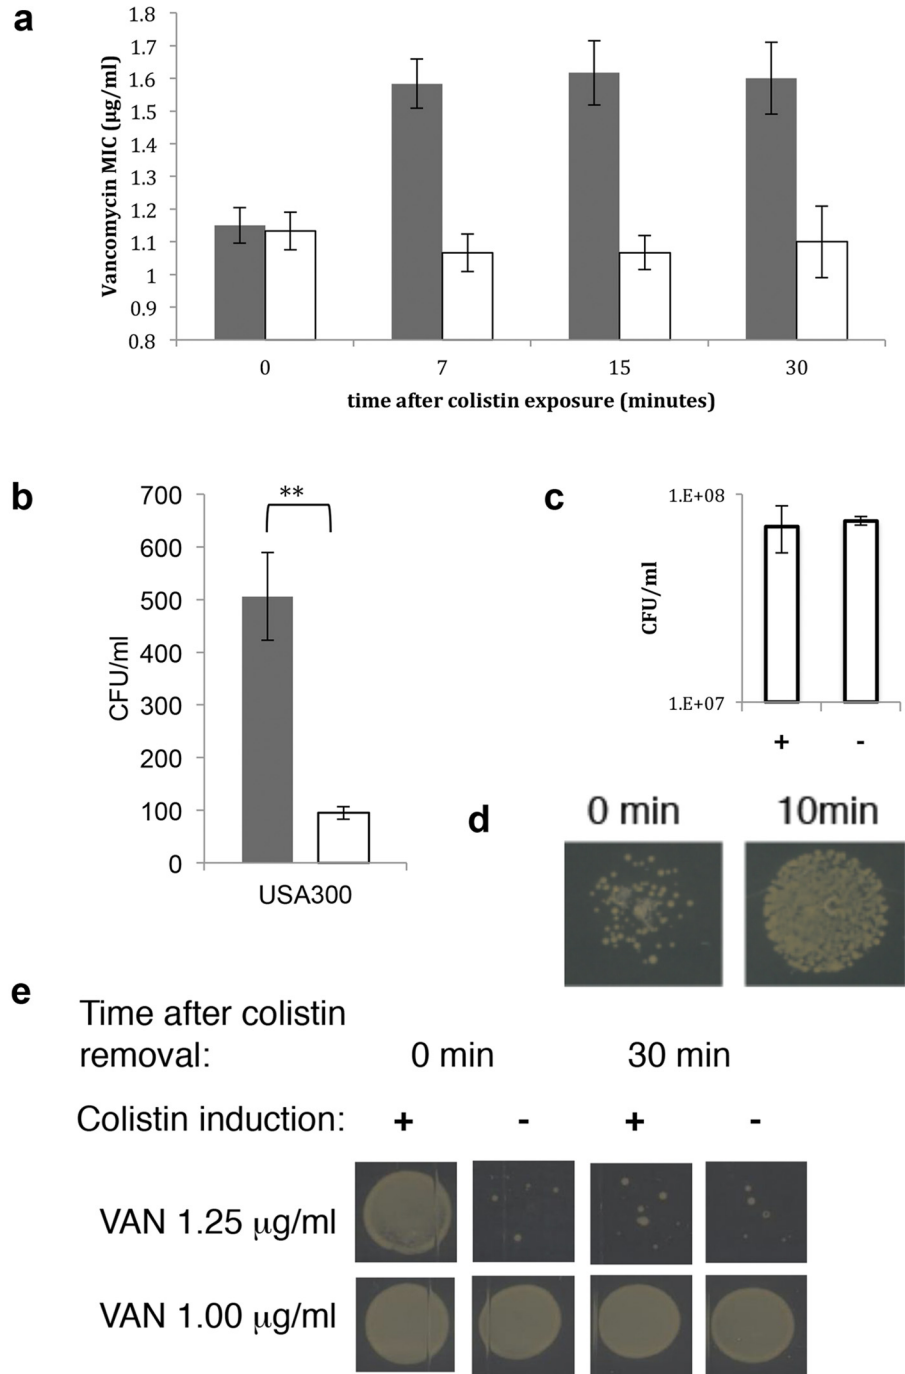 a
1.8
1.7
1.6
1.5
1.4
1.3
1.2
1.1
1
0.9
0.8
Vancomycin MIC (µg/ml)
0 7 15 30
time after colistin exposure (minutes)
b
700
600
500
400
300
200
100
0
CFU/ml
**
USA300
c
1.E+08
1.E+07
CFU/ml
+ -
d
0 min 10min
e
Time after colistin
removal: 0 min 30 min
Colistin induction: + - + -
VAN 1.25 µg/ml
VAN 1.00 µg/ml